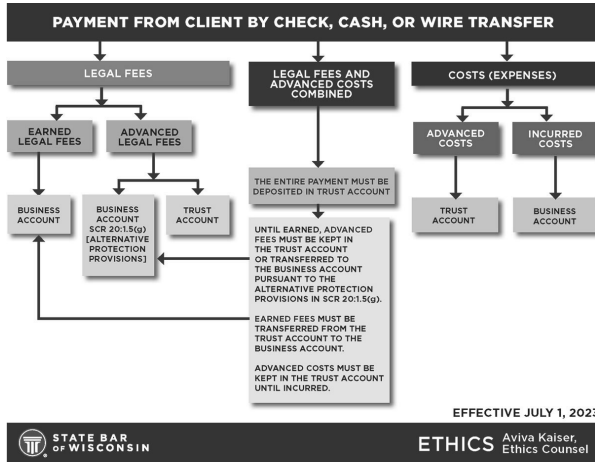 PAYMENT FROM CLIENT BY CHECK, CASH, OR WIRE TRANSFER
LEGAL FEES
LEGAL FEES AND
ADVANCED COSTS
COMBINED
COSTS (EXPENSES)
EARNED
LEGAL FEES
ADVANCED
LEGAL FEES
ADVANCED
COSTS
INCURRED
COSTS
THE ENTIRE PAYMENT MUST BE
DEPOSITED IN TRUST ACCOUNT
BUSINESS
ACCOUNT
BUSINESS
ACCOUNT
SCR 20:1.5(g)
[ALTERNATIVE
PROTECTION
PROVISIONS]
TRUST
ACCOUNT
TRUST
ACCOUNT
BUSINESS
ACCOUNT
UNTIL EARNED, ADVANCED
FEES MUST BE KEPT IN
THE TRUST ACCOUNT
OR TRANSFERRED TO
THE BUSINESS ACCOUNT
PURSUANT TO THE
ALTERNATIVE PROTECTION
PROVISIONS IN SCR 20:1.5(g).
EARNED FEES MUST BE
TRANSFERRED FROM THE
TRUST ACCOUNT TO THE
BUSINESS ACCOUNT.
ADVANCED COSTS MUST BE
KEPT IN THE TRUST ACCOUNT
UNTIL INCURRED.
EFFECTIVE JULY 1, 2023
STATE BAR
OF WISCONSIN
ETHICS
Aviva Kaiser,
Ethics Counsel